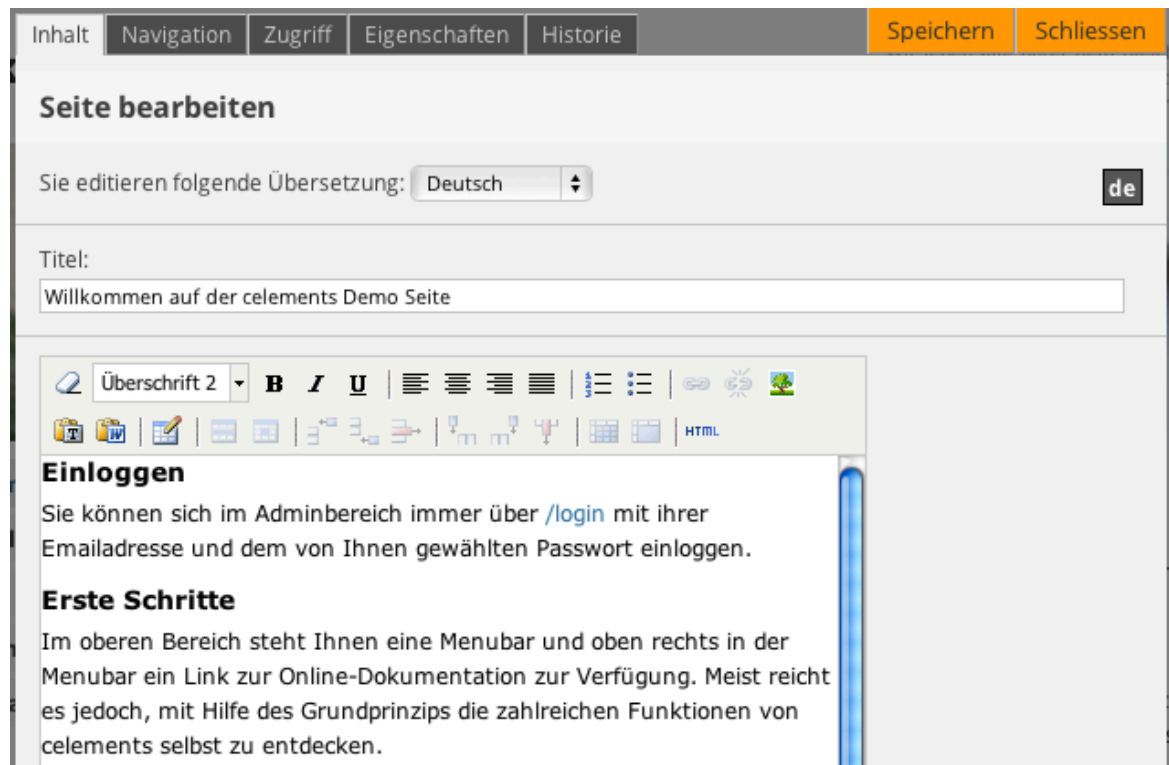 Inhalt Navigation Zugriff Eigenschaften Historie Speichern Schliessen
Seite bearbeiten
Sie editieren folgende Übersetzung: Deutsch de
Titel:
Willkommen auf der celements Demo Seite
Überschrift 2 B I U
T W HTML
Einloggen
Sie können sich im Adminbereich immer über /login mit ihrer
Emailadresse und dem von Ihnen gewählten Passwort einloggen.
Erste Schritte
Im oberen Bereich steht Ihnen eine Menubar und oben rechts in der
Menubar ein Link zur Online-Dokumentation zur Verfügung. Meist reicht
es jedoch, mit Hilfe des Grundprinzips die zahlreichen Funktionen von
celements selbst zu entdecken.